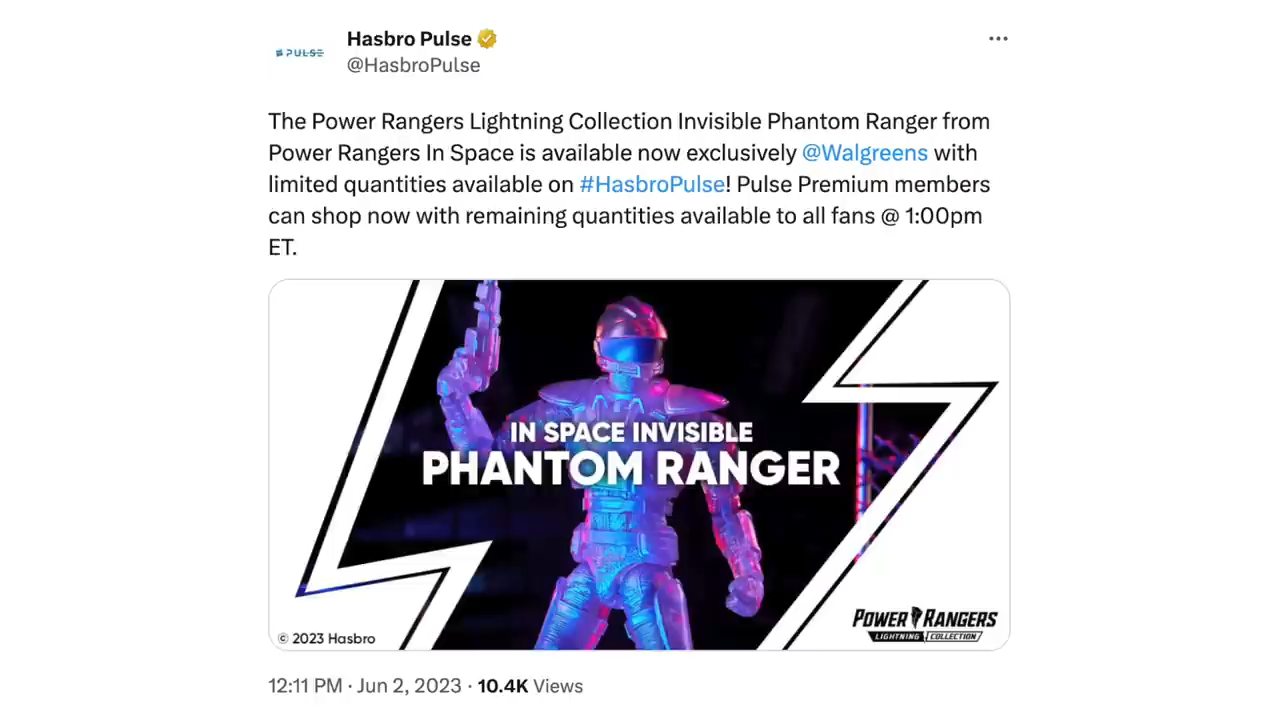 PULSE
Hasbro Pulse
@HasbroPulse
The Power Rangers Lightning Collection Invisible Phantom Ranger from
Power Rangers In Space is available now exclusively @Walgreens with
limited quantities available on #HasbroPulse! Pulse Premium members
can shop now with remaining quantities available to all fans @ 1:00pm
ET.
IN SPACE INVISIBLE
PHANTOM RANGER
POWER RANGERS
LIGHTNING COLLECTION
© 2023 Hasbro
12:11 PM · Jun 2, 2023 · 10.4K Views